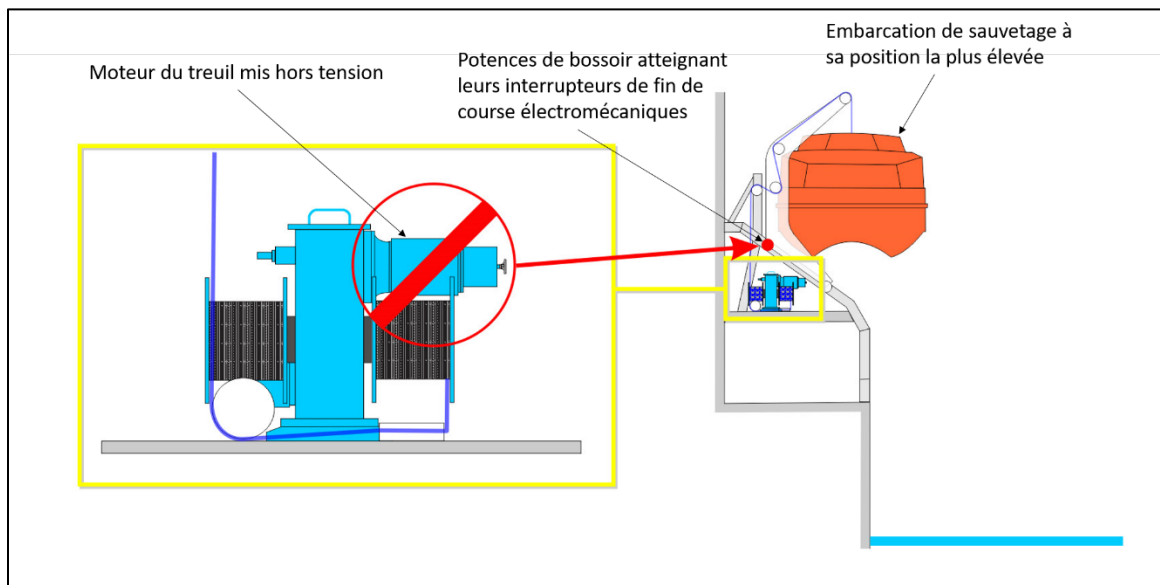 Moteur du treuil mis hors tension
Potences de bossoir atteignant
leurs interrupteurs de fin de
course électromécaniques
Embarcation de sauvetage à
sa position la plus élevée